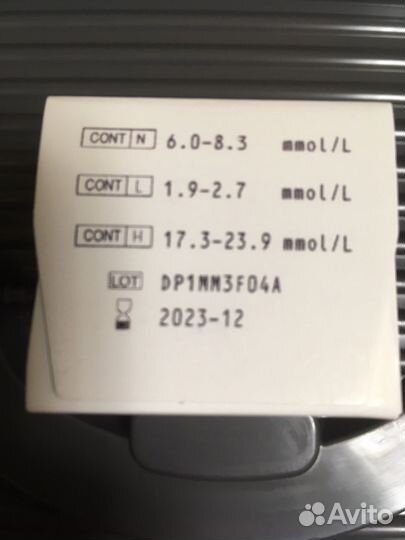 CONT N 6.0-8.3 mmol/L
CONT L 1.9-2.7 mmol/L
CONT H 17.3-23.9 mmol/L
LOT DP1MM3F04A
2023-12
Avito